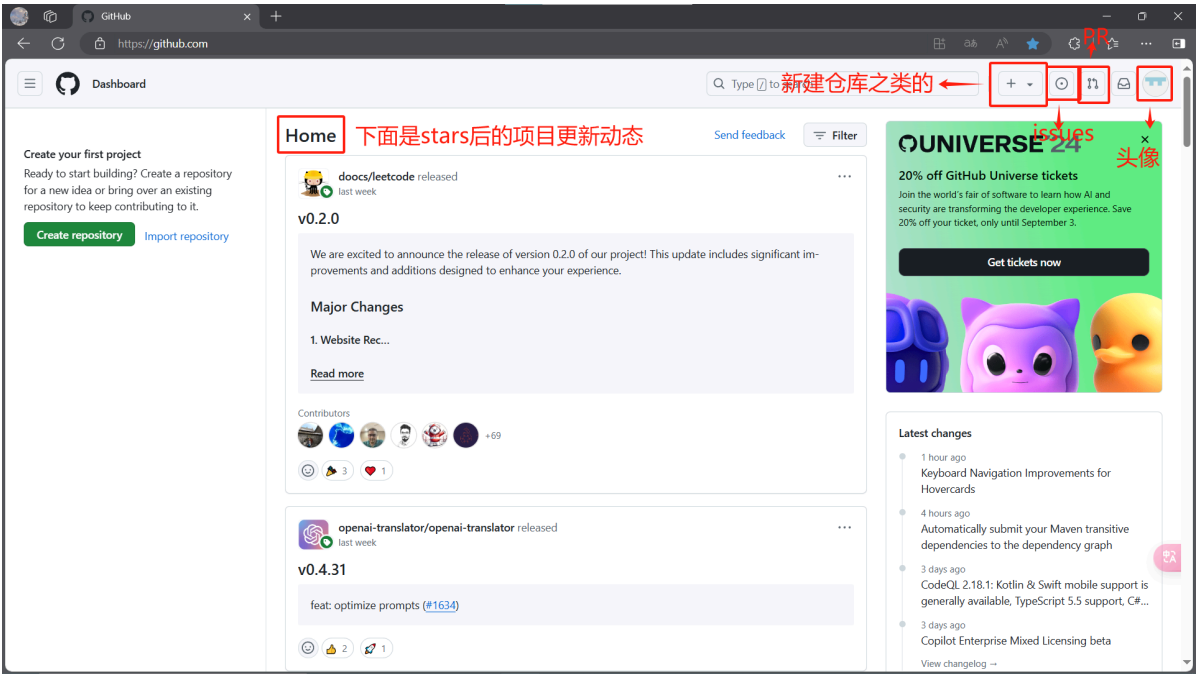 GitHub
https://github.com
PR
Dashboard
Type / to
新建仓库之类的
issues
头像
Home
下面是stars后的项目更新动态
Send feedback
Filter
Create your first project
Ready to start building? Create a repository
for a new idea or bring over an existing
repository to keep contributing to it.
Create repository
Import repository
doocs/leetcode released
last week
v0.2.0
We are excited to announce the release of version 0.2.0 of our project! This update includes significant im-
provements and additions designed to enhance your experience.
Major Changes
1. Website Rec...
Read more
Contributors
+69
3
1
openai-translator/openai-translator released
last week
v0.4.31
feat: optimize prompts (#1634)
2
1
UNIVERSE'24
20% off GitHub Universe tickets
Join the world's fair of software to learn how AI and
security are transforming the developer experience. Save
20% off your ticket, only until September 3.
Get tickets now
Latest changes
1 hour ago
Keyboard Navigation Improvements for
Hovercards
4 hours ago
Automatically submit your Maven transitive
dependencies to the dependency graph
3 days ago
CodeQL 2.18.1: Kotlin & Swift mobile support is
generally available, TypeScript 5.5 support, C#...
3 days ago
Copilot Enterprise Mixed Licensing beta
View changelog →